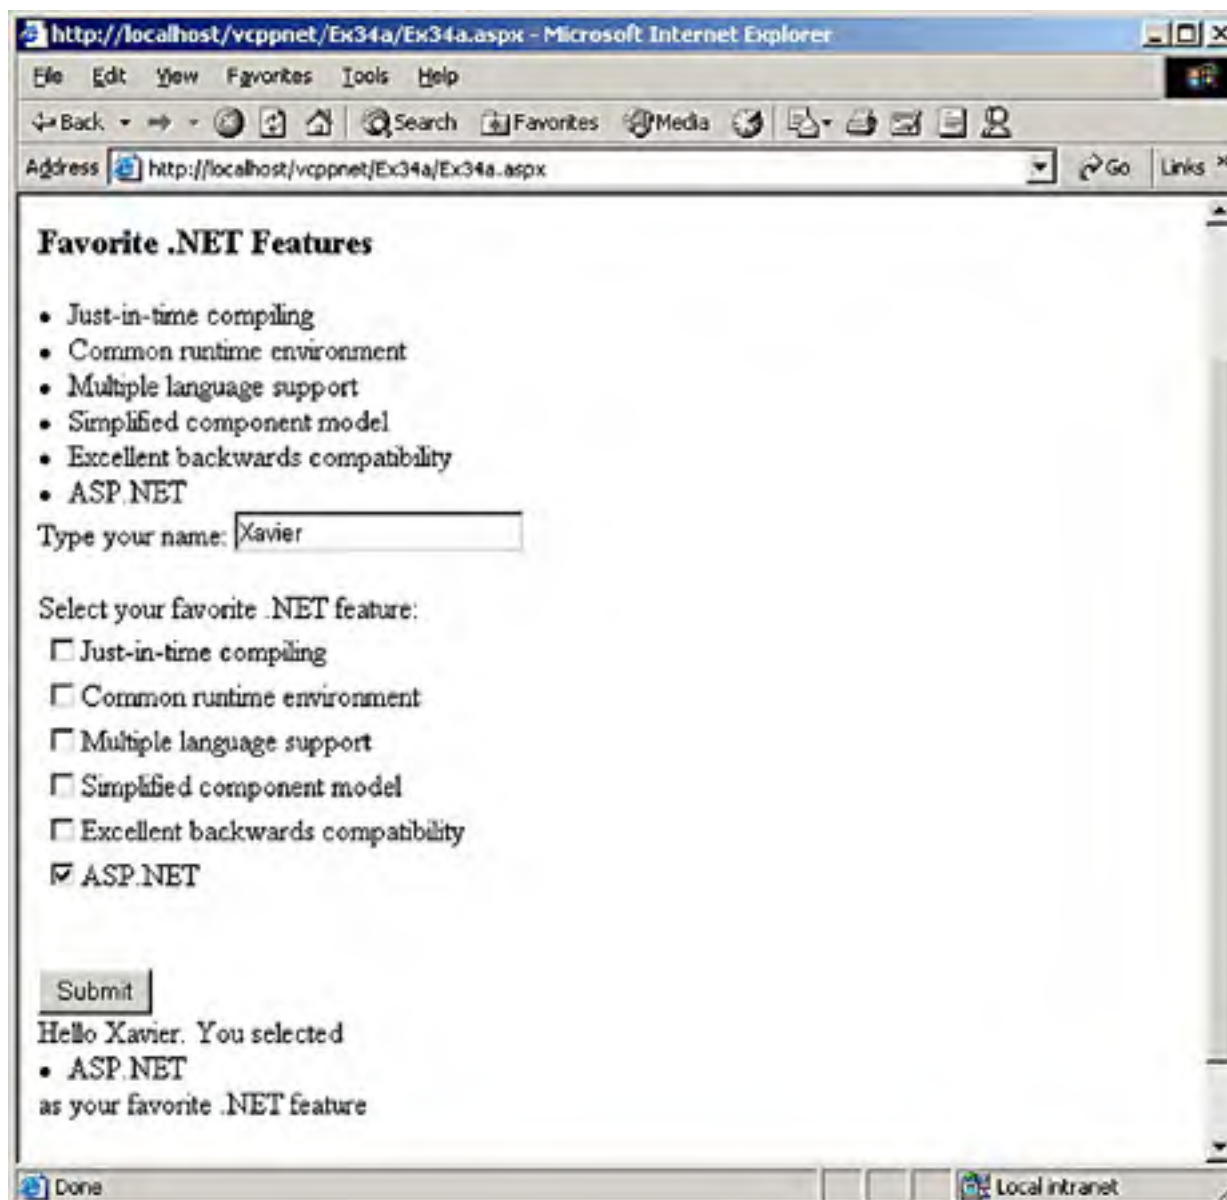 http://localhost/vcppnet/Ex34a/Ex34a.aspx - Microsoft Internet Explorer
File Edit View Favorites Tools Help
Back Search Favorites Media
Address http://localhost/vcppnet/Ex34a/Ex34a.aspx Go Links »
Favorite .NET Features
• Just-in-time compiling
• Common runtime environment
• Multiple language support
• Simplified component model
• Excellent backwards compatibility
• ASP.NET
Type your name: Xavier
Select your favorite .NET feature:
Just-in-time compiling
Common runtime environment
Multiple language support
Simplified component model
Excellent backwards compatibility
ASP.NET
Submit
Hello Xavier. You selected
• ASP.NET
as your favorite .NET feature
Done Local intranet